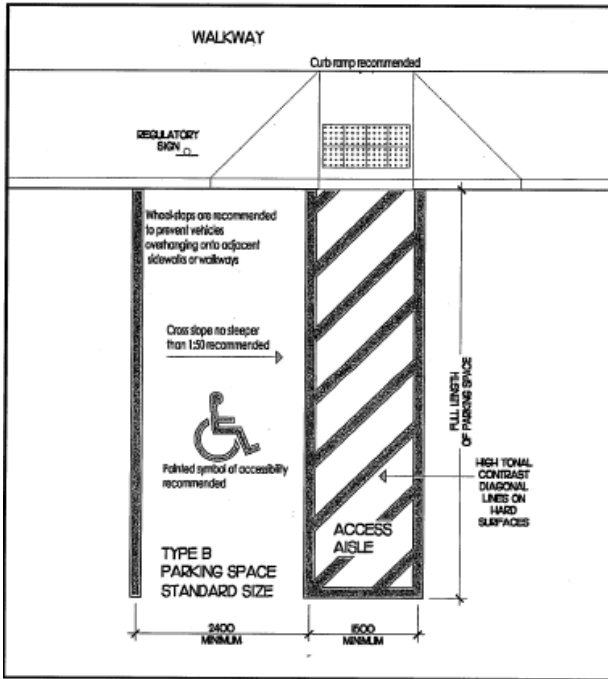 WALKWAY
Curb ramp recommended
REGULATORY
SIGN
Wheel-stops are recommended
to prevent vehicles
overhanging onto adjacent
sidewalks or walkways
Cross slope no steeper
than 1:50 recommended
Painted symbol of accessibility
recommended
FULL LENGTH
OF PARKING SPACE
HIGH TONAL
CONTRAST
DIAGONAL
LINES ON
HARD
SURFACES
ACCESS
AISLE
TYPE B
PARKING SPACE
STANDARD SIZE
2400
MINIMUM
1500
MINIMUM